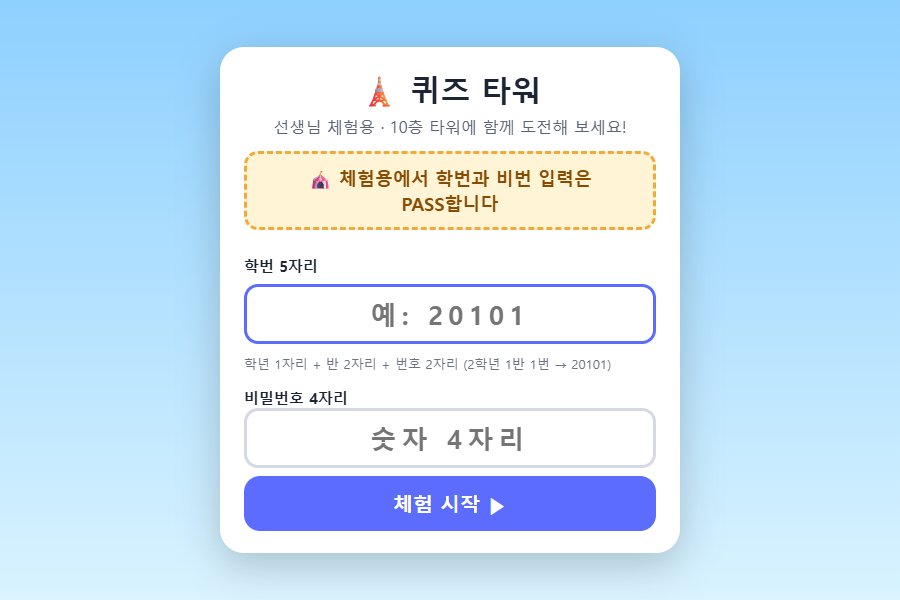 퀴즈 타워
선생님 체험용 · 10층 타워에 함께 도전해 보세요!
체험용에서 학번과 비번 입력은
PASS합니다
학번 5자리
예: 20101
학년 1자리 + 반 2자리 + 번호 2자리 (2학년 1반 1번 → 20101)
비밀번호 4자리
숫자 4자리
체험 시작 ▶